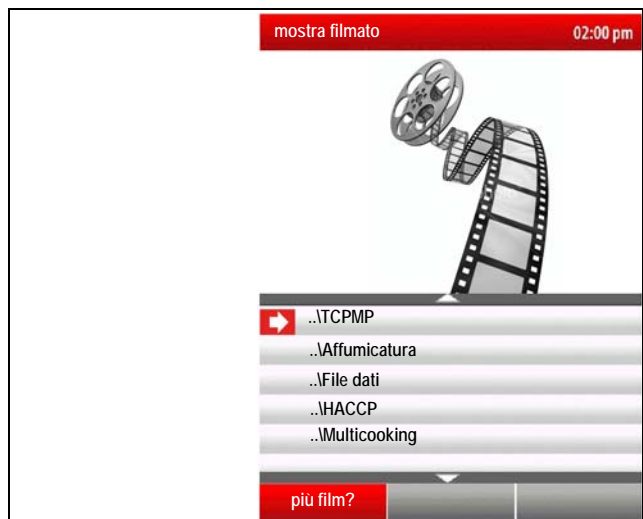 mostra filmato 02:00 pm
..\TCPMP
..\Affumicatura
..\File dati
..\HACCP
..\Multicooking
più film?